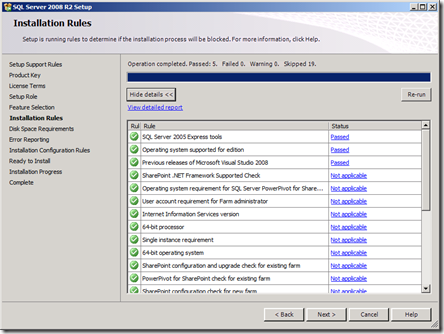 SQL Server 2008 R2 Setup
Installation Rules
Setup is running rules to determine if the installation process will be blocked. For more information, click Help.
Setup Support Rules
Product Key
License Terms
Setup Role
Feature Selection
Installation Rules
Disk Space Requirements
Error Reporting
Installation Configuration Rules
Ready to Install
Installation Progress
Complete
Operation completed. Passed: 5. Failed 0. Warning 0. Skipped 19.
Hide details << Re-run
View detailed report
Rul Rule Status
SQL Server 2005 Express tools Passed
Operating system supported for edition Passed
Previous releases of Microsoft Visual Studio 2008 Passed
SharePoint .NET Framework Supported Check Not applicable
Operating system requirement for SQL Server PowerPivot for Share... Not applicable
User account requirement for Farm administrator Not applicable
Internet Information Services version Not applicable
64-bit processor Not applicable
Single instance requirement Not applicable
64-bit operating system Not applicable
SharePoint configuration and upgrade check for existing farm Not applicable
PowerPivot for SharePoint check for existing farm Not applicable
SharePoint configuration check for new farm Not applicable
< Back Next > Cancel Help